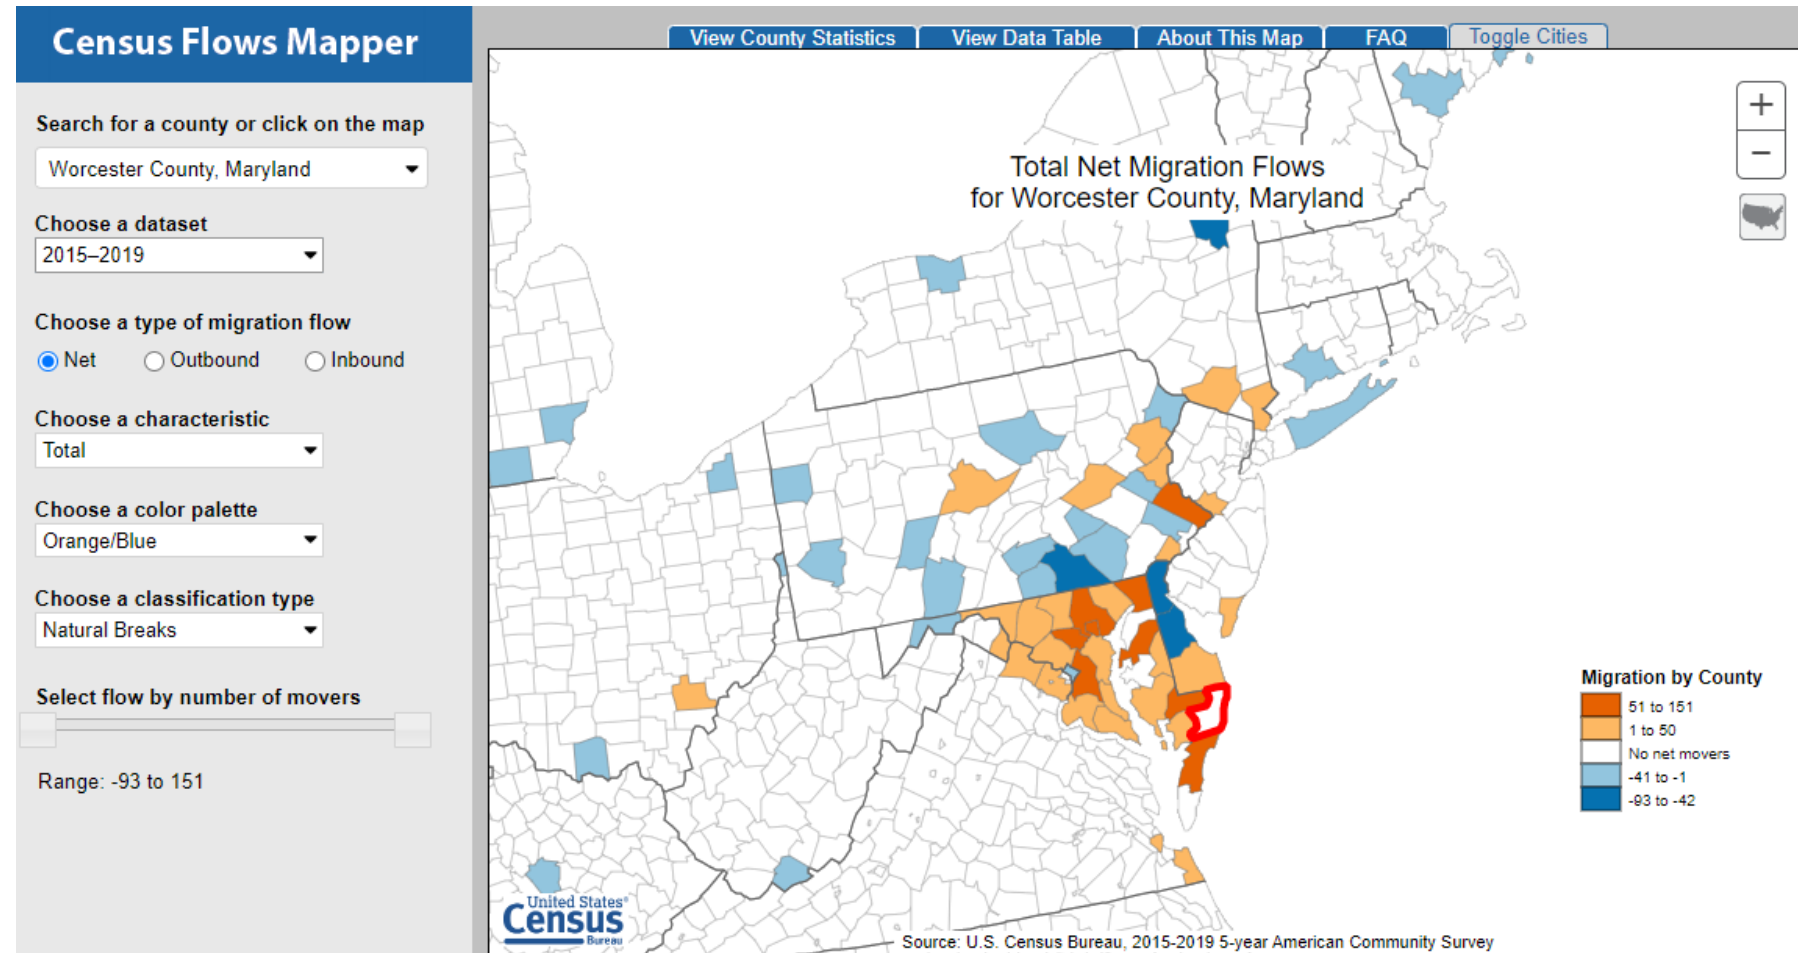 Census Flows Mapper
View County Statistics
View Data Table
About This Map
FAQ
Toggle Cities
Search for a county or click on the map
Worcester County, Maryland
Choose a dataset
2015–2019
Choose a type of migration flow
Net
Outbound
Inbound
Choose a characteristic
Total
Choose a color palette
Orange/Blue
Choose a classification type
Natural Breaks
Select flow by number of movers
Range: -93 to 151
+
−
Total Net Migration Flows
for Worcester County, Maryland
Migration by County
51 to 151
1 to 50
No net movers
-41 to -1
-93 to -42
United States®
Census
Bureau
Source: U.S. Census Bureau, 2015-2019 5-year American Community Survey